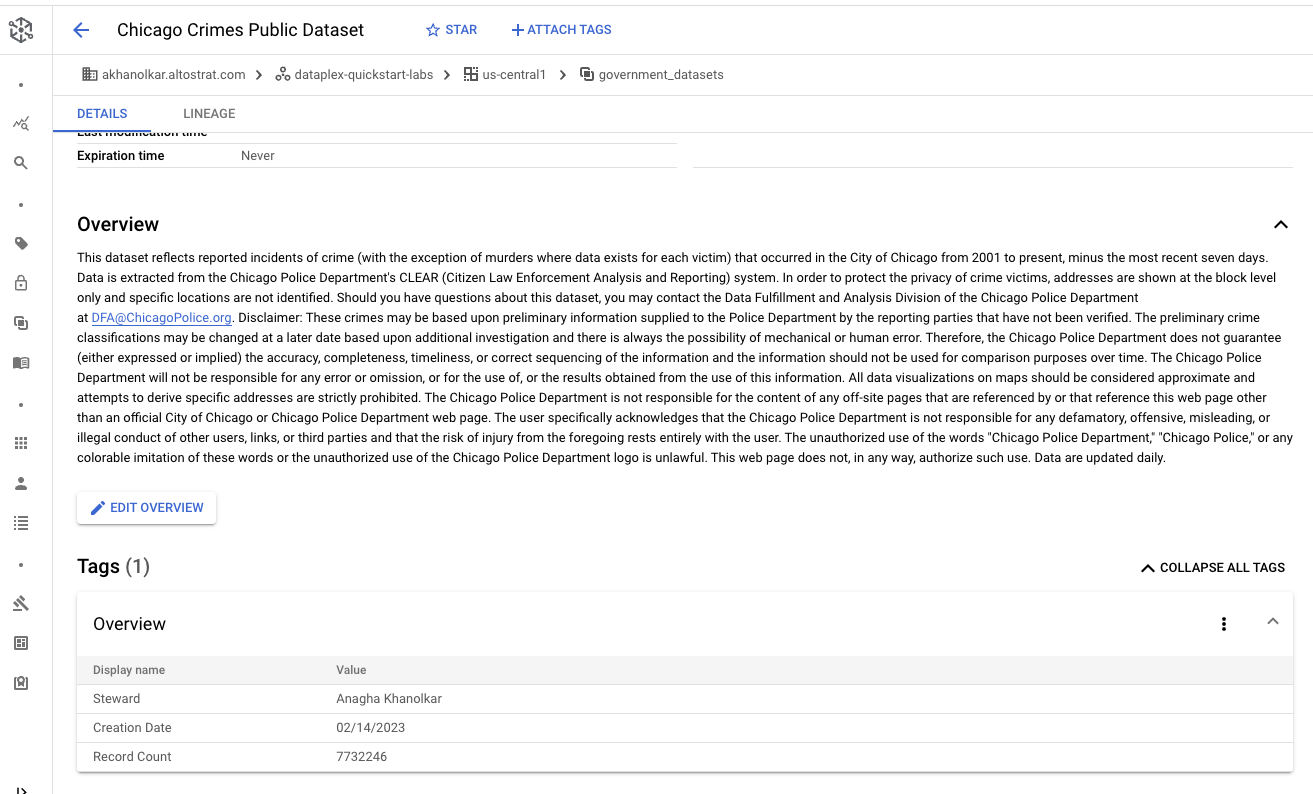 Chicago Crimes Public Dataset
STAR
ATTACH TAGS
akhanolkar.altostrat.com
dataplex-quickstart-labs
us-central1
government_datasets
DETAILS
LINEAGE
Last modification time
Expiration time
Never
Overview
This dataset reflects reported incidents of crime (with the exception of murders where data exists for each victim) that occurred in the City of Chicago from 2001 to present, minus the most recent seven days.
Data is extracted from the Chicago Police Department's CLEAR (Citizen Law Enforcement Analysis and Reporting) system. In order to protect the privacy of crime victims, addresses are shown at the block level
only and specific locations are not identified. Should you have questions about this dataset, you may contact the Data Fulfillment and Analysis Division of the Chicago Police Department
at DFA@ChicagoPolice.org. Disclaimer: These crimes may be based upon preliminary information supplied to the Police Department by the reporting parties that have not been verified. The preliminary crime
classifications may be changed at a later date based upon additional investigation and there is always the possibility of mechanical or human error. Therefore, the Chicago Police Department does not guarantee
(either expressed or implied) the accuracy, completeness, timeliness, or correct sequencing of the information and the information should not be used for comparison purposes over time. The Chicago Police
Department will not be responsible for any error or omission, or for the use of, or the results obtained from the use of this information. All data visualizations on maps should be considered approximate and
attempts to derive specific addresses are strictly prohibited. The Chicago Police Department is not responsible for the content of any off-site pages that are referenced by or that reference this web page other
than an official City of Chicago or Chicago Police Department web page. The user specifically acknowledges that the Chicago Police Department is not responsible for any defamatory, offensive, misleading, or
illegal conduct of other users, links, or third parties and that the risk of injury from the foregoing rests entirely with the user. The unauthorized use of the words "Chicago Police Department," "Chicago Police," or any
colorable imitation of these words or the unauthorized use of the Chicago Police Department logo is unlawful. This web page does not, in any way, authorize such use. Data are updated daily.
EDIT OVERVIEW
Tags (1)
COLLAPSE ALL TAGS
Overview
Display name
Value
Steward
Anagha Khanolkar
Creation Date
02/14/2023
Record Count
7732246